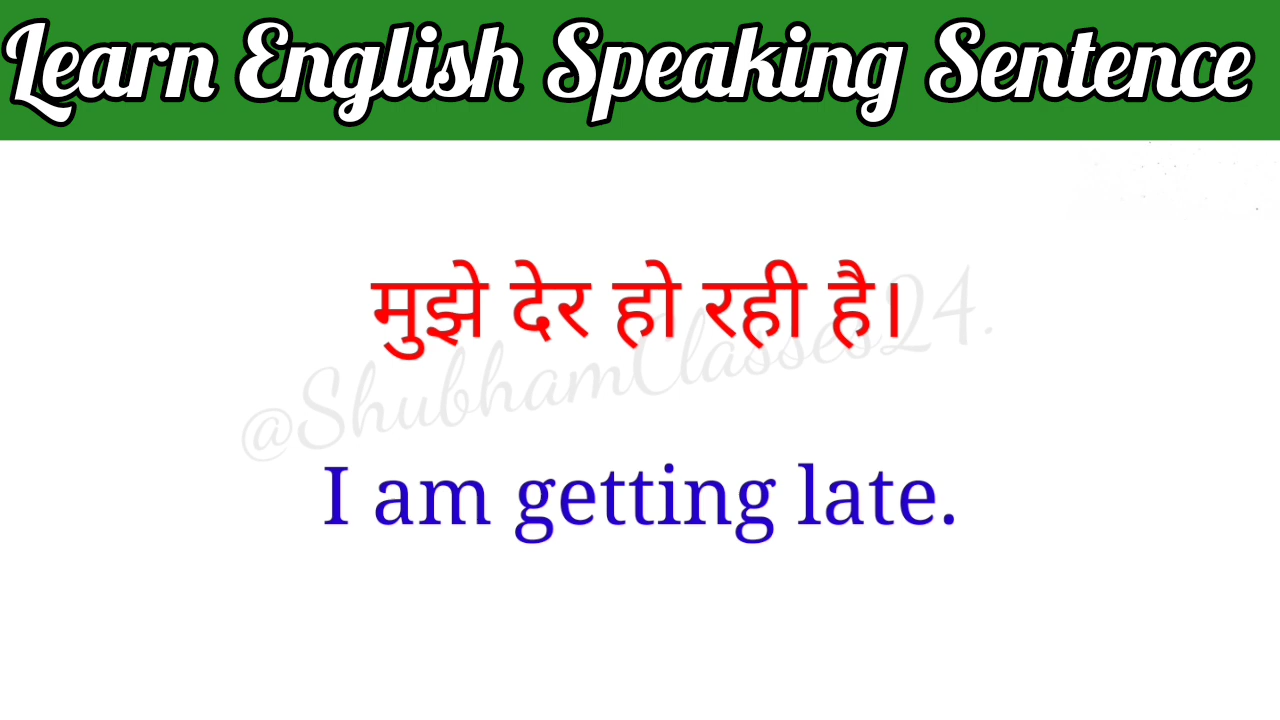 Learn English Speaking Sentence
मुझे देर हो रही है।
@ShubhamClasses24.
I am getting late.